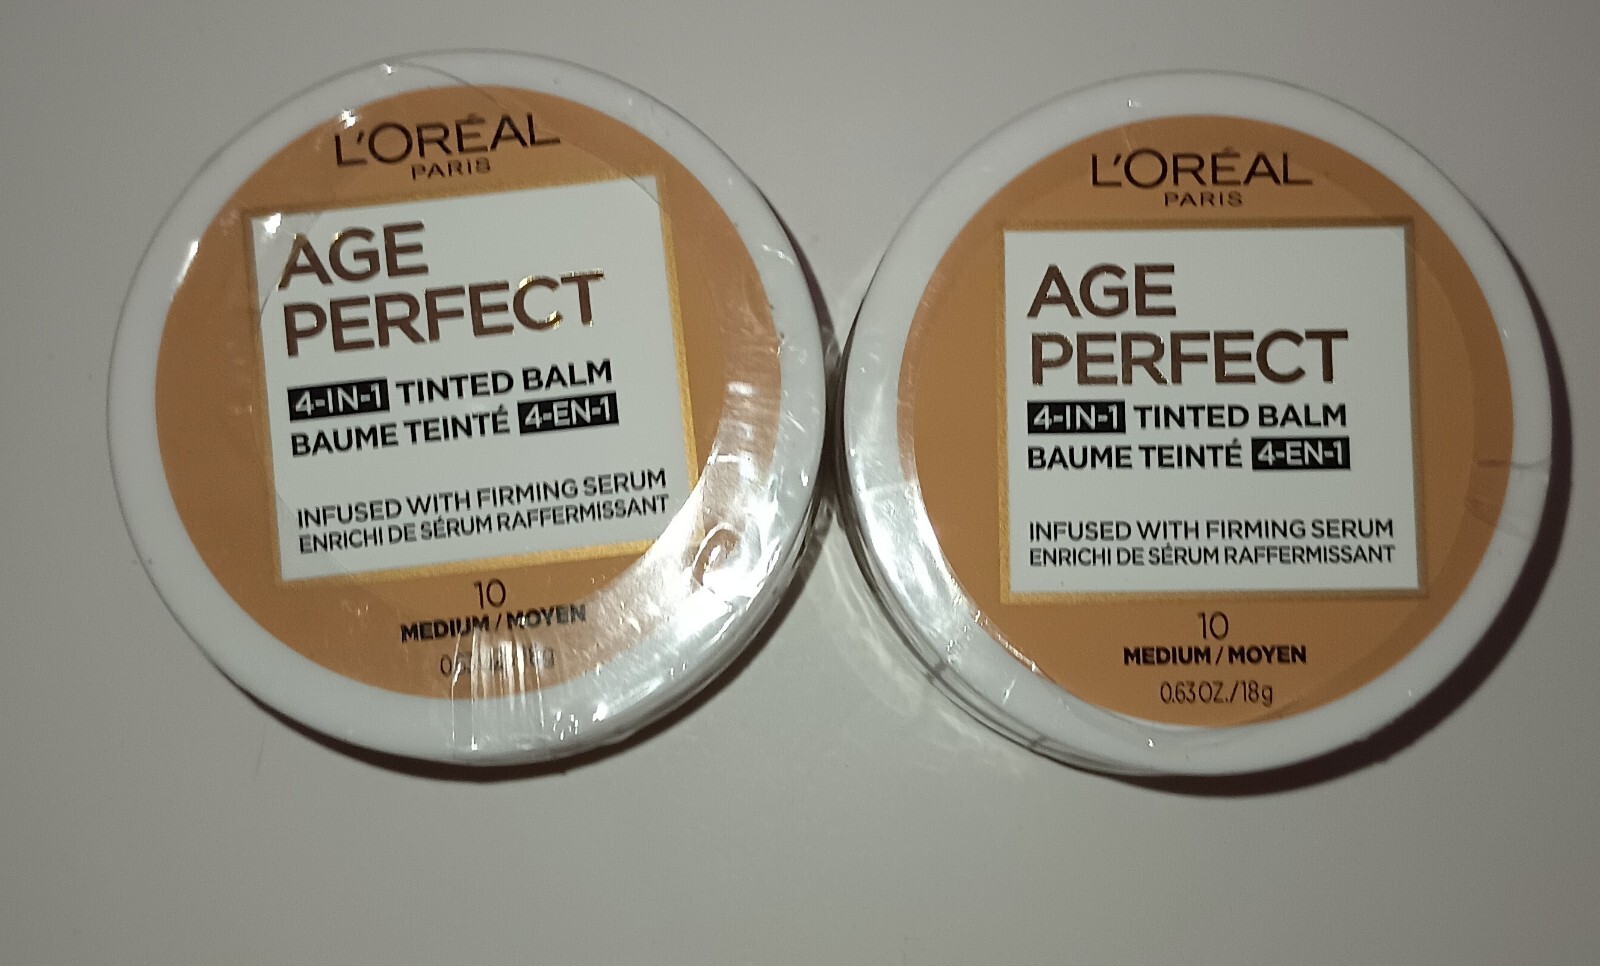 L'ORÉAL
PARIS
AGE
PERFECT
4-IN-1 TINTED BALM
BAUME TEINTÉ 4-EN-1
INFUSED WITH FIRMING SERUM
ENRICHI DE SÉRUM RAFFERMISSANT
10
MEDIUM / MOYEN
L'ORÉAL
PARIS
AGE
PERFECT
4-IN-1 TINTED BALM
BAUME TEINTÉ 4-EN-1
INFUSED WITH FIRMING SERUM
ENRICHI DE SÉRUM RAFFERMISSANT
10
MEDIUM / MOYEN
0.63 OZ./18g